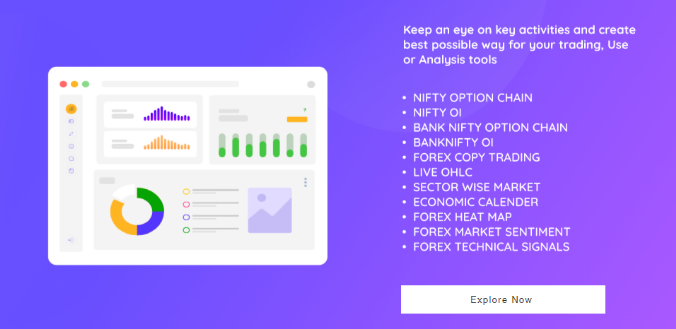 Keep an eye on key activities and create
best possible way for your trading, Use
or Analysis tools
• NIFTY OPTION CHAIN
• NIFTY OI
• BANK NIFTY OPTION CHAIN
• BANKNIFTY OI
• FOREX COPY TRADING
• LIVE OHLC
• SECTOR WISE MARKET
• ECONOMIC CALENDER
• FOREX HEAT MAP
• FOREX MARKET SENTIMENT
• FOREX TECHNICAL SIGNALS
Explore Now